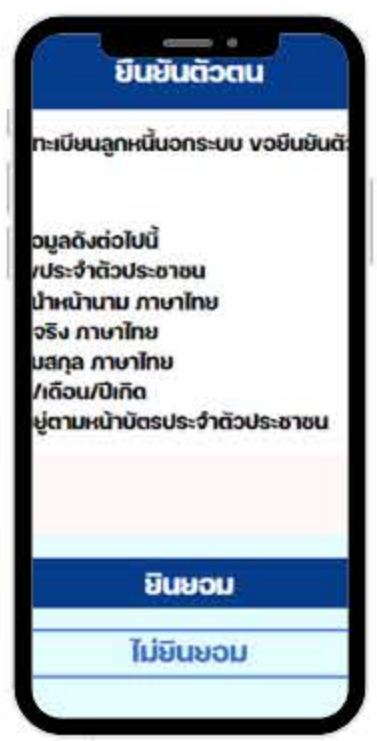 ยืนยันตัวตน
ทะเบียนลูกหนี้นอกระบบ ขอยืนยันตั
อมูลดังต่อไปนี้
ประจำตัวประชาชน
นำหน้านาม ภาษาไทย
จริง ภาษาไทย
มสกุล ภาษาไทย
/เดือน/ปีเกิด
ยู่ตามหน้าบัตรประจำตัวประชาชน
ยินยอม
ไม่ยินยอม